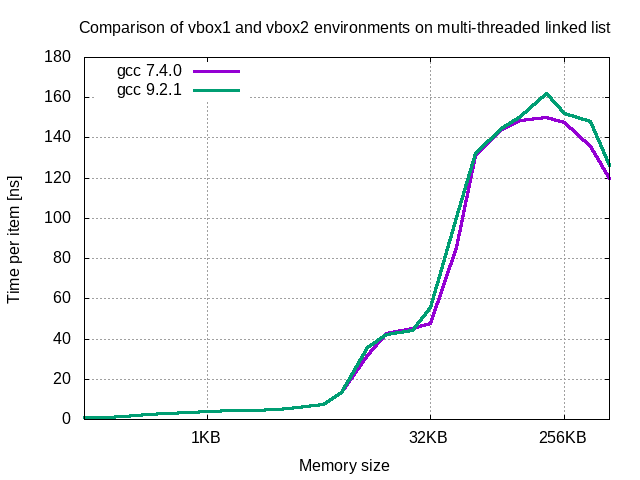 Comparison of vbox1 and vbox2 environments on multi-threaded linked list
180
160
140
120
100
80
60
40
20
0
gcc 7.4.0
gcc 9.2.1
Time per item [ns]
1KB
32KB
256KB
Memory size